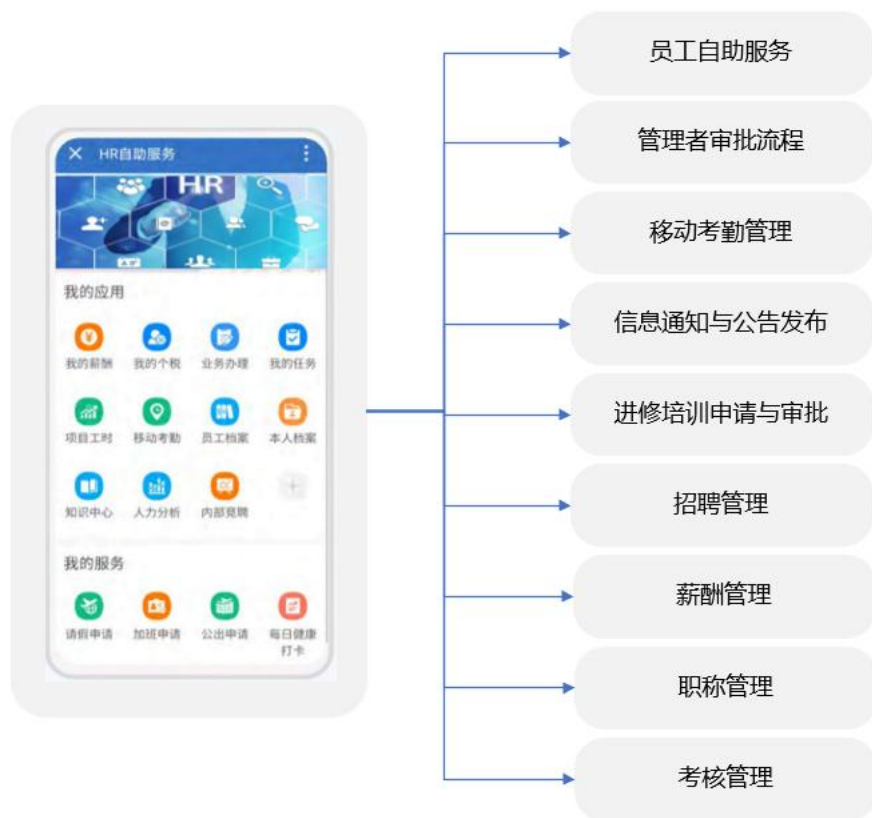 HR自助服务
HR
我的应用
我的薪酬 我的个税 业务办理 我的任务
项目工时 移动考勤 员工档案 本人档案
知识中心 人力分析 内部竞聘
我的服务
请假申请 加班申请 公出申请 每日健康
打卡
员工自助服务
管理者审批流程
移动考勤管理
信息通知与公告发布
进修培训申请与审批
招聘管理
薪酬管理
职称管理
考核管理